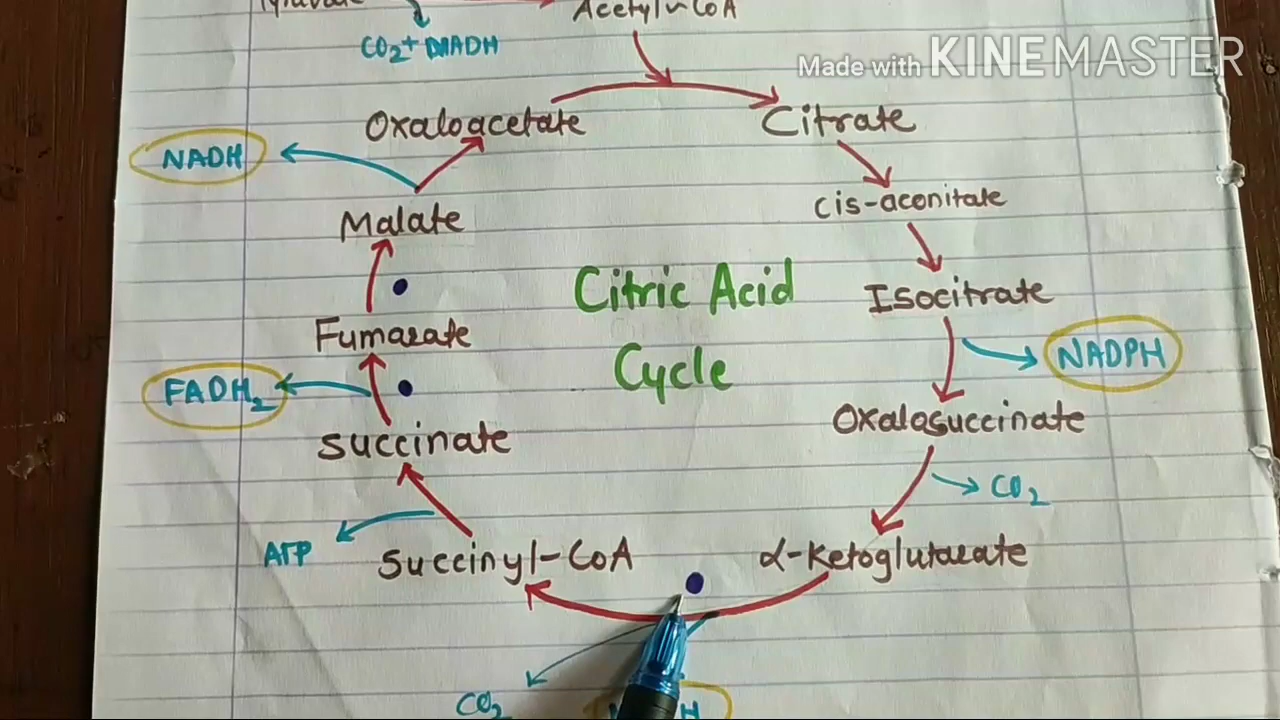 Pyruvate
Acetyl-CoA
CO2 + NADH
Made with KINEMASTER
Oxaloacetate
Citrate
NADH
cis-aconitate
Malate
Citric Acid
Cycle
Isocitrate
Fumarate
NADPH
FADH2
Oxalosuccinate
succinate
CO2
ATP
Succinyl-CoA
α-Ketoglutarate
CO2